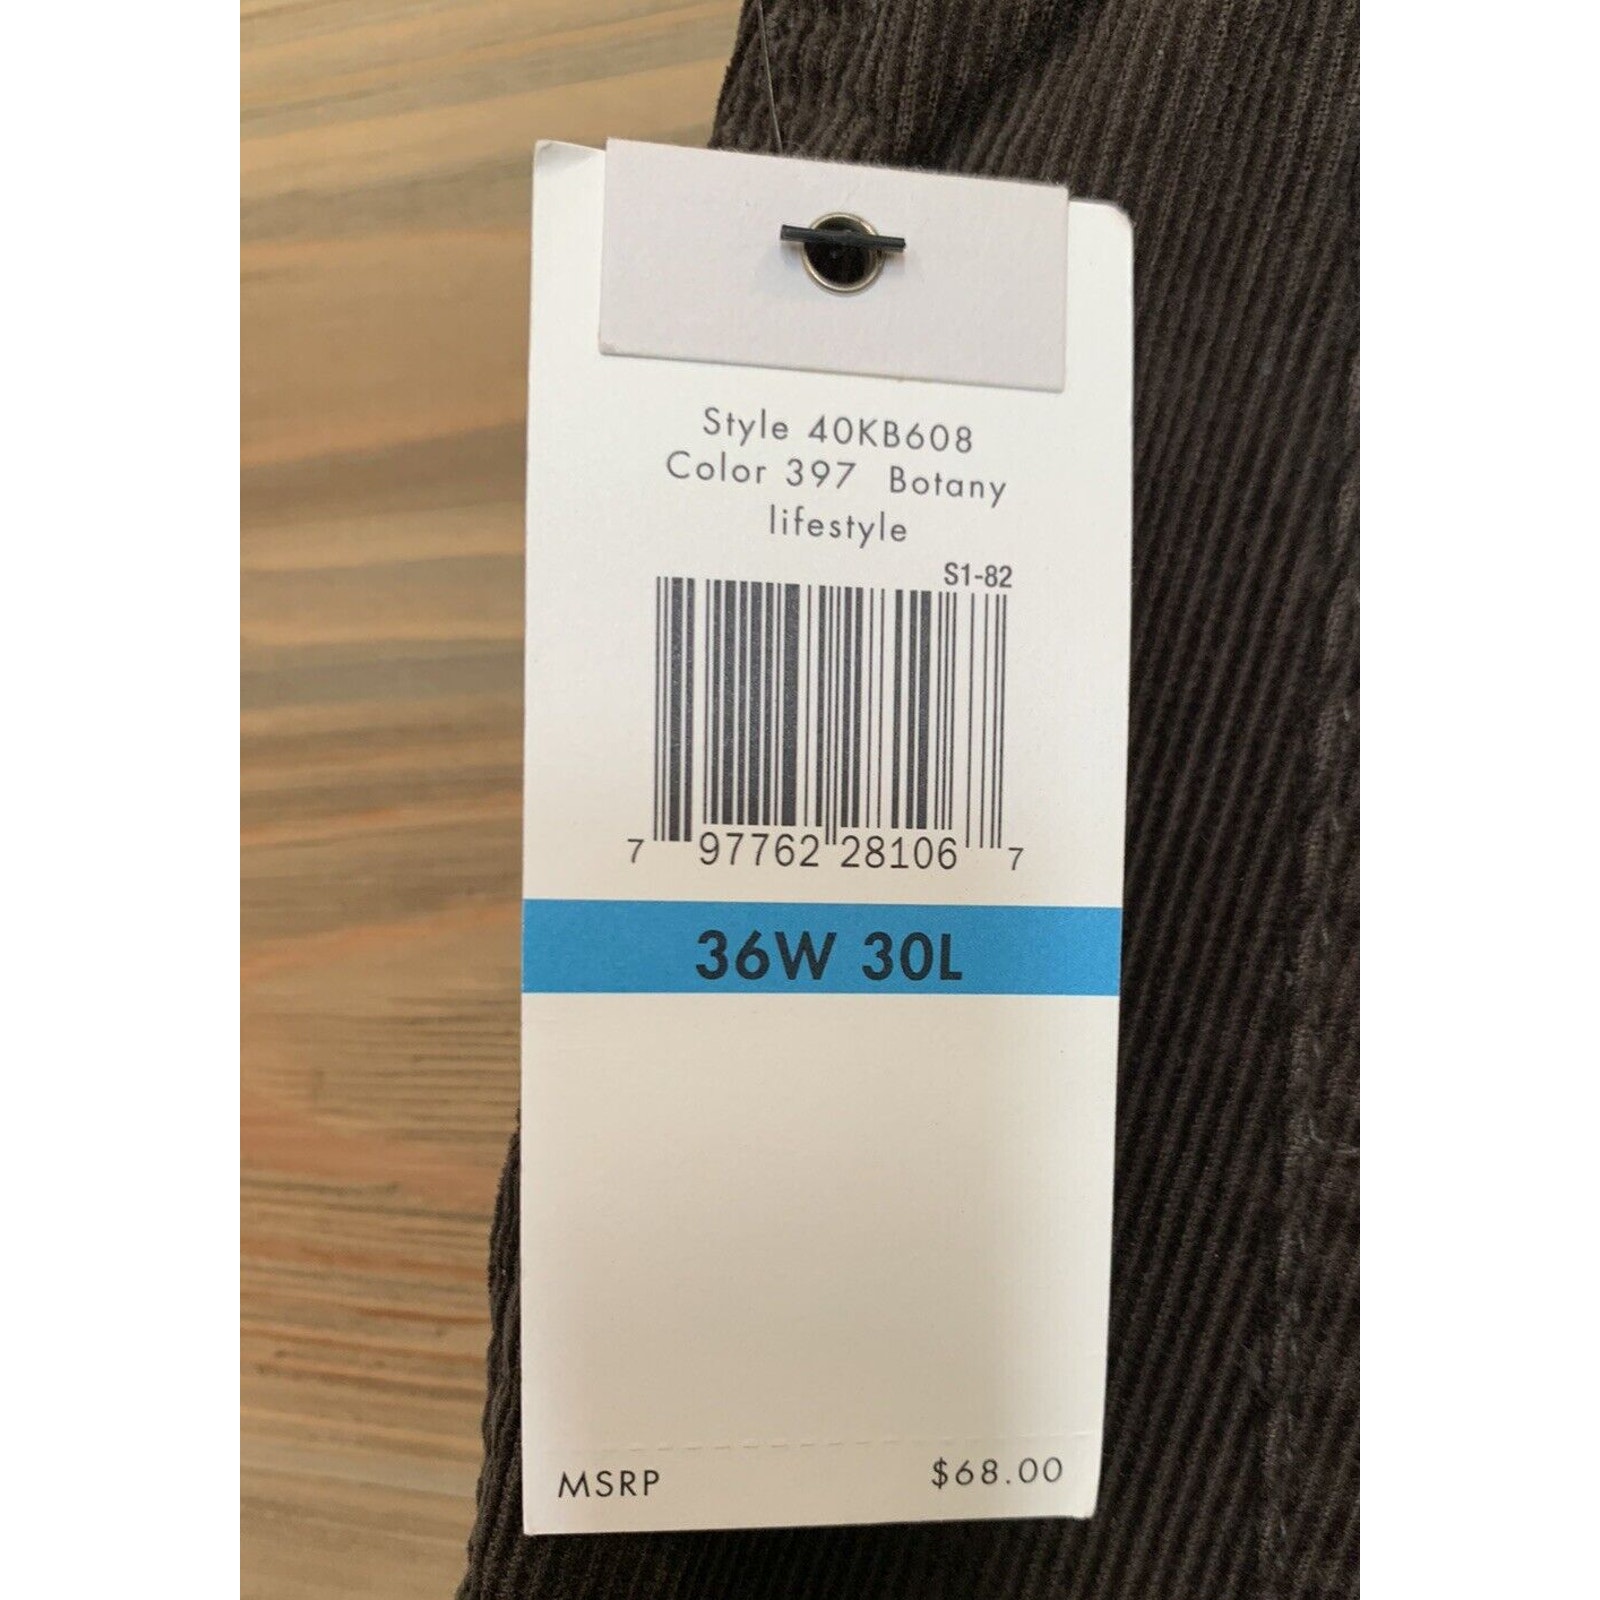 Style 40KB608
Color 397 Botany
lifestyle
S1-82
7 97762 28106 7
36W 30L
MSRP $68.00